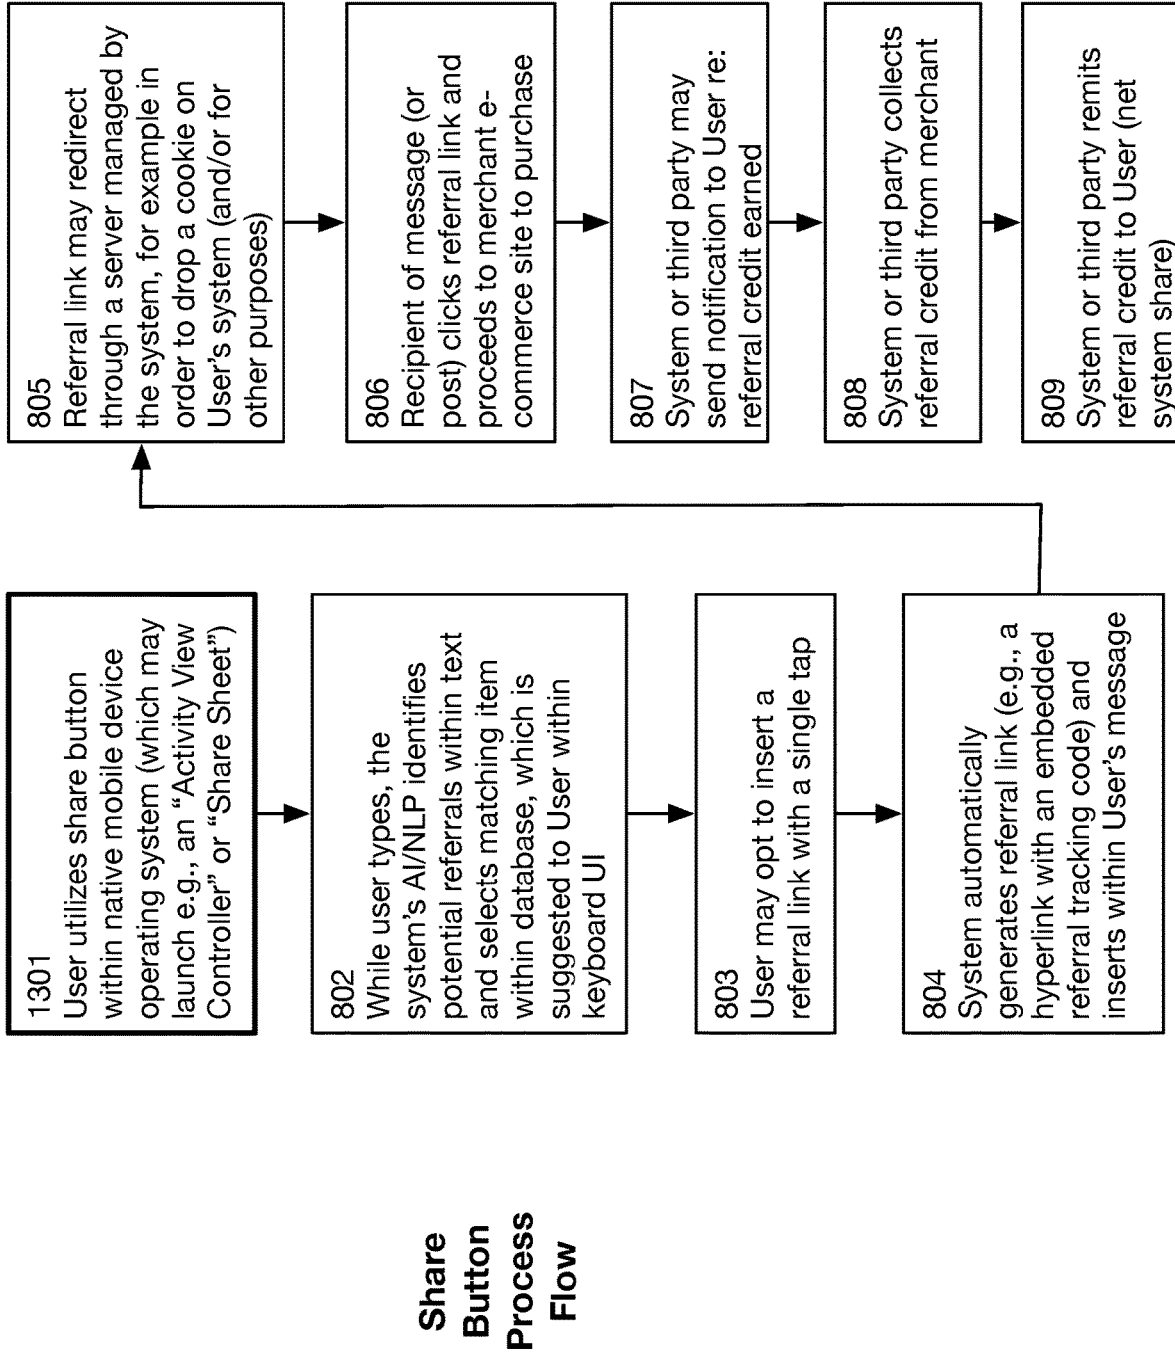 Share
Button
Process
Flow
1301
User utilizes share button
within native mobile device
operating system (which may
launch e.g., an “Activity View
Controller” or “Share Sheet”)
802
While user types, the
system's AI/NLP identifies
potential referrals within text
and selects matching item
within database, which is
suggested to User within
keyboard UI
803
User may opt to insert a
referral link with a single tap
804
System automatically
generates referral link (e.g., a
hyperlink with an embedded
referral tracking code) and
inserts within User's message
805
Referral link may redirect
through a server managed by
the system, for example in
order to drop a cookie on
User's system (and/or for
other purposes)
806
Recipient of message (or
post) clicks referral link and
proceeds to merchant e-
commerce site to purchase
807
System or third party may
send notification to User re:
referral credit earned
808
System or third party collects
referral credit from merchant
809
System or third party remits
referral credit to User (net
system share)